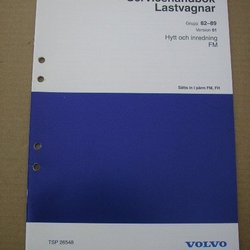 Servicehandbok
Lastvagnar
Grupp 82–89
Version 01
Hytt och inredning
FM
Sätts in i pärm FM, FH
TSP 26548
VOLVO